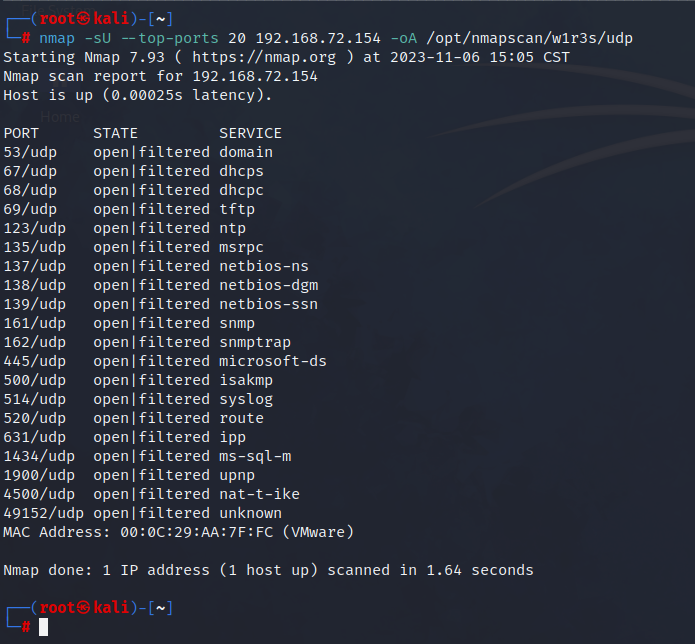 ┌──(root㉿kali)-[~]
└─# nmap -sU --top-ports 20 192.168.72.154 -oA /opt/nmapscan/w1r3s/udp
Starting Nmap 7.93 ( https://nmap.org ) at 2023-11-06 15:05 CST
Nmap scan report for 192.168.72.154
Host is up (0.00025s latency).
Home
PORT      STATE         SERVICE
53/udp    open|filtered domain
67/udp    open|filtered dhcps
68/udp    open|filtered dhcpc
69/udp    open|filtered tftp
123/udp   open|filtered ntp
135/udp   open|filtered msrpc
137/udp   open|filtered netbios-ns
138/udp   open|filtered netbios-dgm
139/udp   open|filtered netbios-ssn
161/udp   open|filtered snmp
162/udp   open|filtered snmptrap
445/udp   open|filtered microsoft-ds
500/udp   open|filtered isakmp
514/udp   open|filtered syslog
520/udp   open|filtered route
631/udp   open|filtered ipp
1434/udp  open|filtered ms-sql-m
1900/udp  open|filtered upnp
4500/udp  open|filtered nat-t-ike
49152/udp open|filtered unknown
MAC Address: 00:0C:29:AA:7F:FC (VMware)
Nmap done: 1 IP address (1 host up) scanned in 1.64 seconds
┌──(root㉿kali)-[~]
└─#